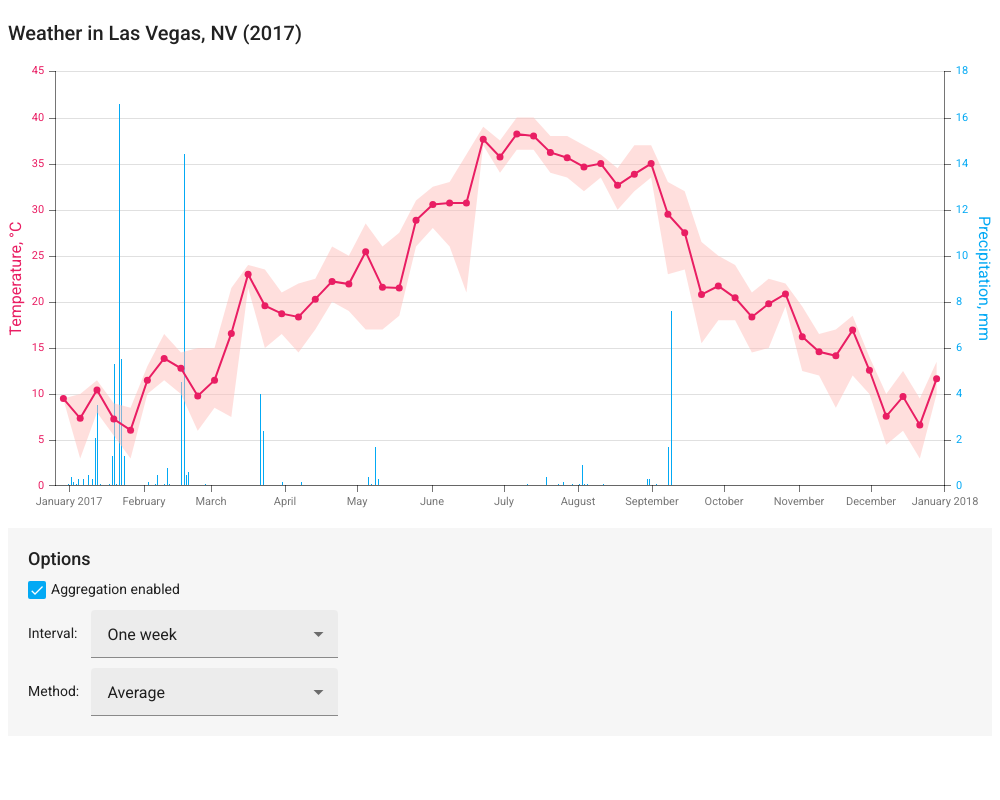 Weather in Las Vegas, NV (2017)
45
40
35
30
25
20
15
10
5
0
Temperature, °C
18
16
14
12
10
8
6
4
2
0
Precipitation, mm
January 2017 February March April May June July August September October November December January 2018
Options
Aggregation enabled
Interval: One week
Method: Average